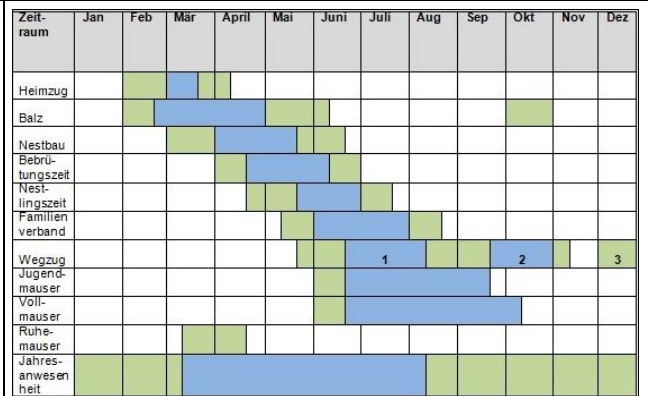 Zeit- Jan Feb Mär April Mai Juni Juli Aug Sep Okt Nov Dez
raum
Heimzug
Balz
Nestbau
Bebrü-
tungszeit
Nest-
lingszeit
Familien
verband
Wegzug 1 2 3
Jugend-
mauser
Voll-
mauser
Ruhe-
mauser
Jahres-
anwesen
heit